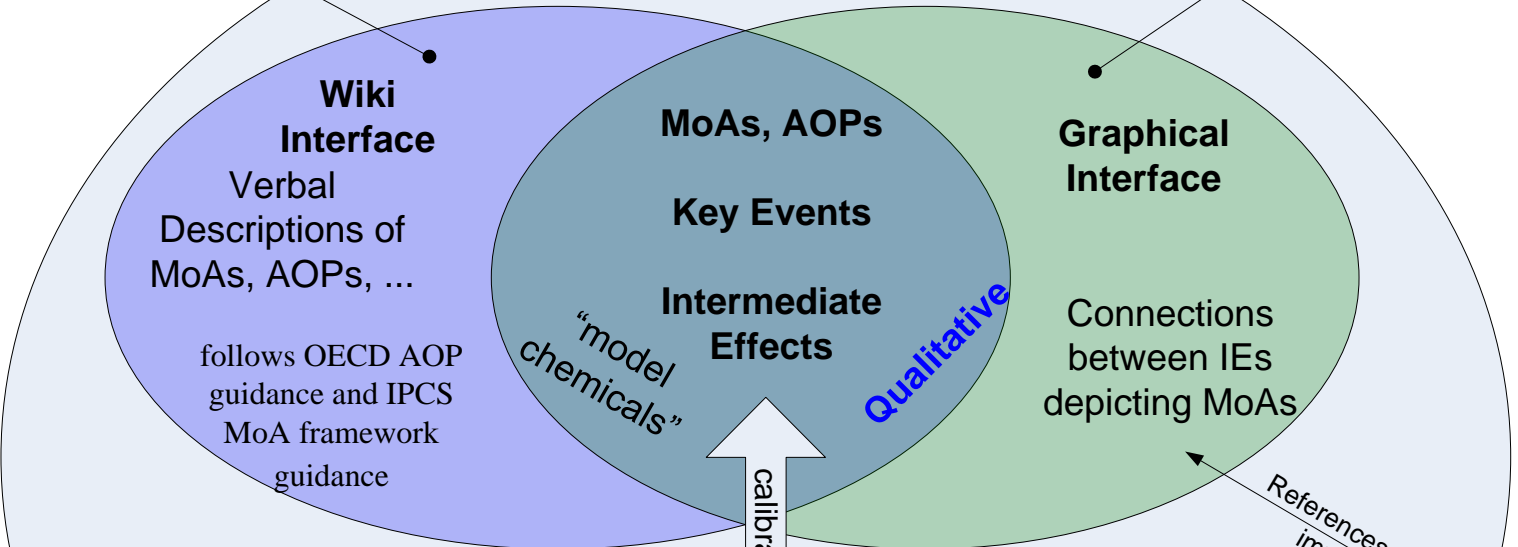 Wiki
Interface
Verbal
Descriptions of
MoAs, AOPs, ...
follows OECD AOP
guidance and IPCS
MoA framework
guidance
MoAs, AOPs
Key Events
Intermediate
Effects
“model
chemicals”
Qualitative
Graphical
Interface
Connections
between IEs
depicting MoAs
References